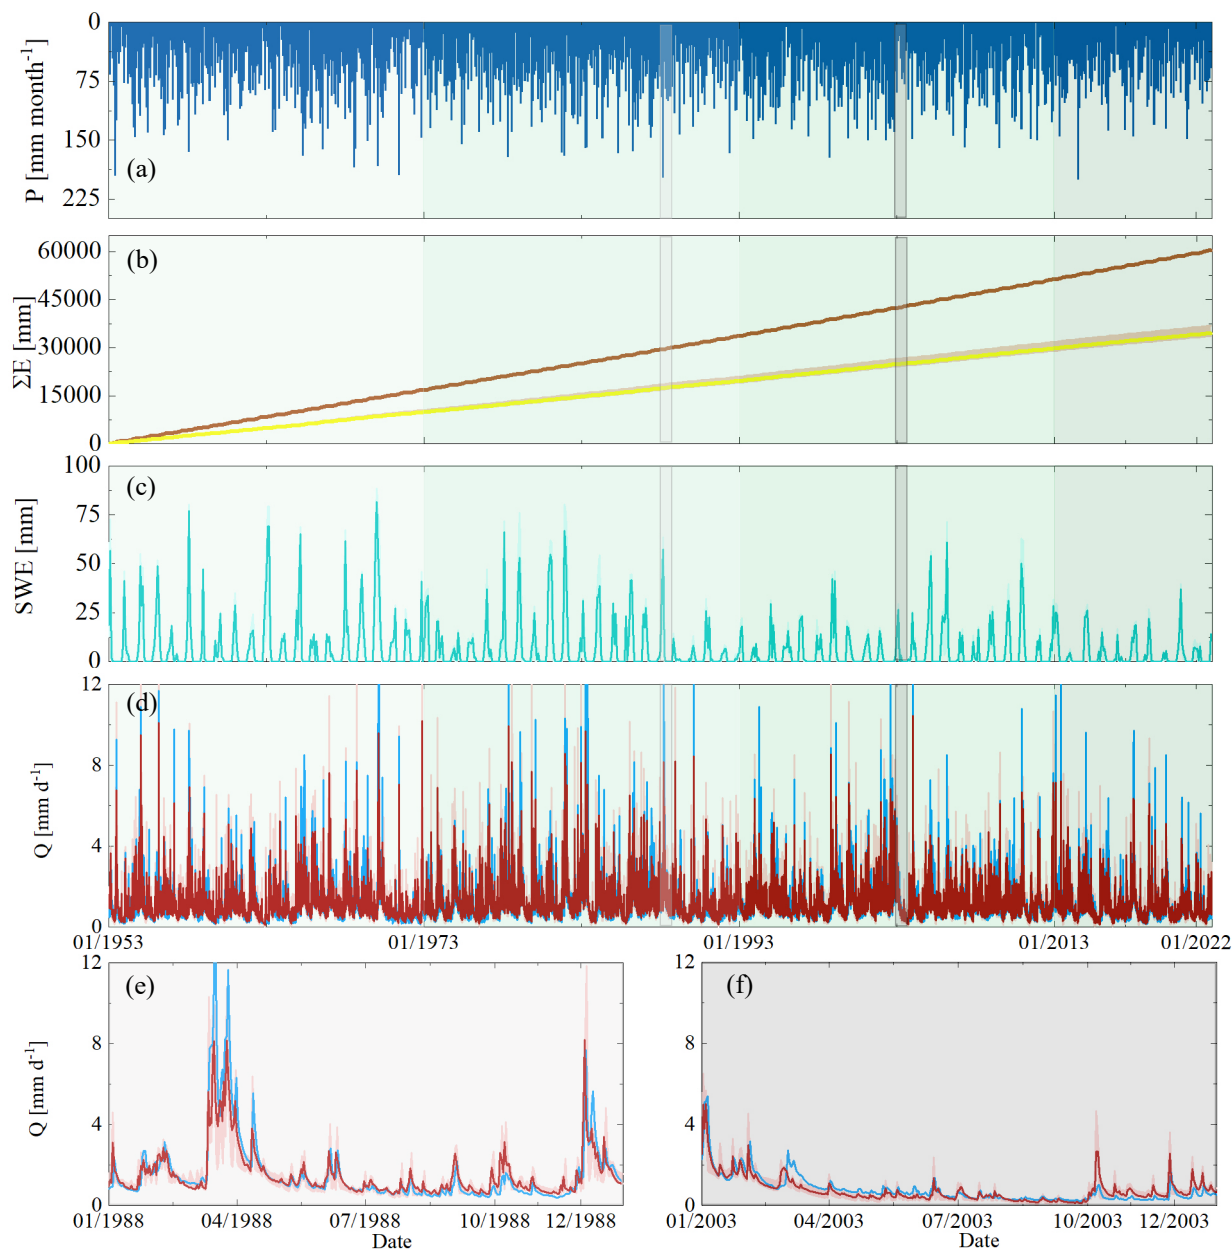 0
75
150
225
P [mm month⁻¹]
(a)
60000
45000
30000
15000
0
ΣE [mm]
(b)
100
75
50
25
0
SWE [mm]
(c)
12
8
4
0
Q [mm d⁻¹]
(d)
01/1953 01/1973 01/1993 01/2013 01/2022
12
8
4
0
Q [mm d⁻¹]
(e)
01/1988 04/1988 07/1988 10/1988 12/1988
Date
12
8
4
0
(f)
01/2003 04/2003 07/2003 10/2003 12/2003
Date